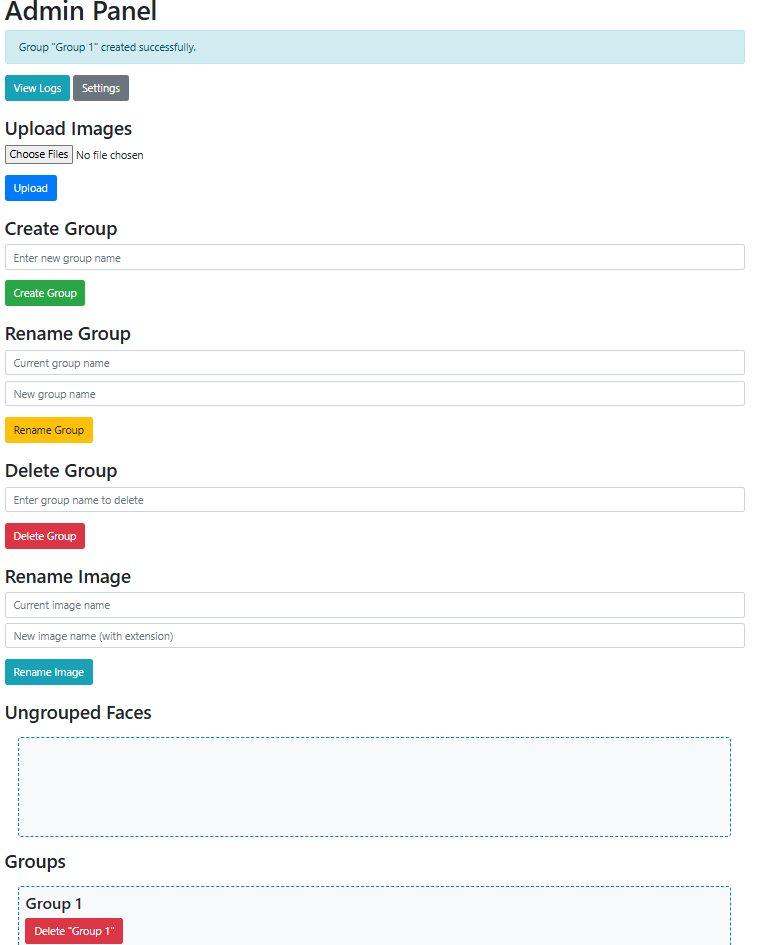 Admin Panel
Group "Group 1" created successfully.
View Logs Settings
Upload Images
Choose Files No file chosen
Upload
Create Group
Enter new group name
Create Group
Rename Group
Current group name
New group name
Rename Group
Delete Group
Enter group name to delete
Delete Group
Rename Image
Current image name
New image name (with extension)
Rename Image
Ungrouped Faces
Groups
Group 1
Delete "Group 1"